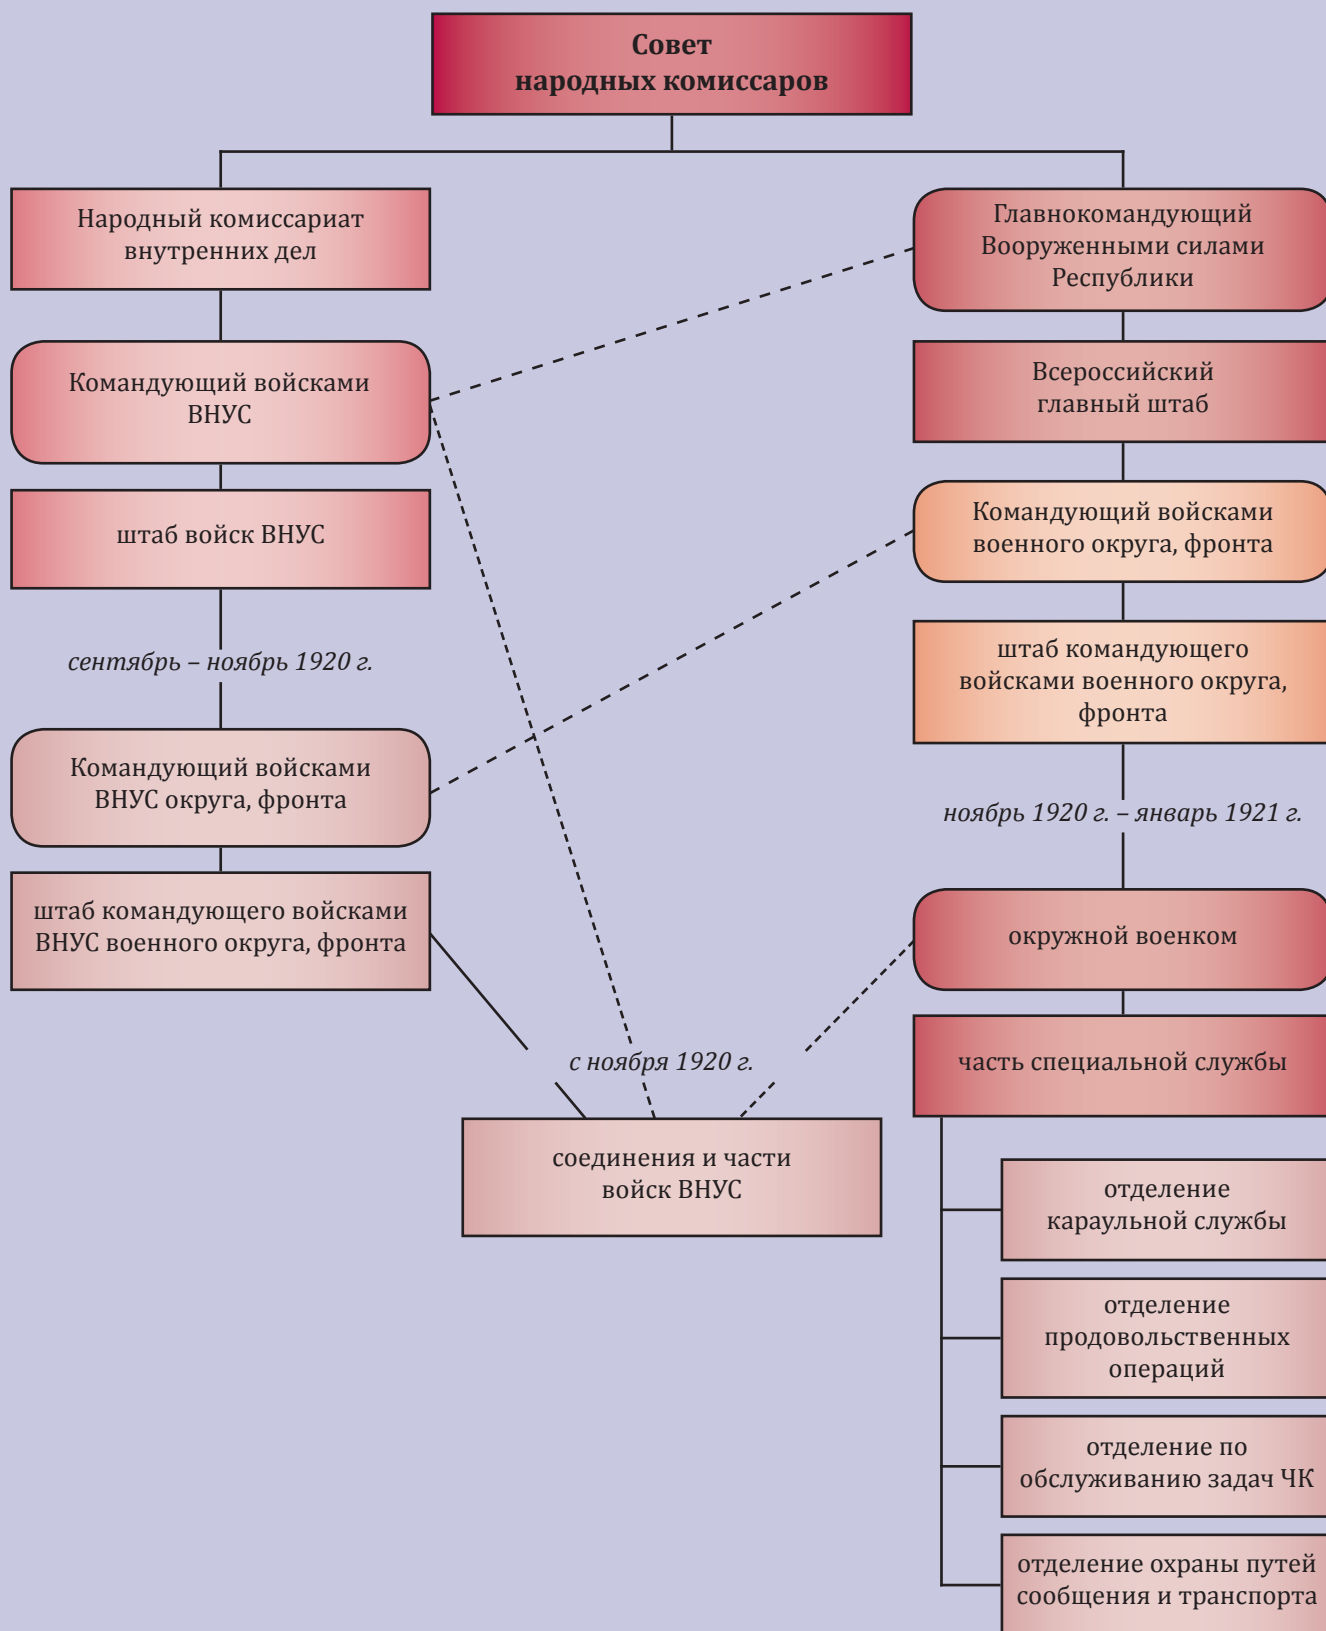 Совет
народных комиссаров
Народный комиссариат
внутренних дел
Командующий войсками
ВНУС
штаб войск ВНУС
сентябрь – ноябрь 1920 г.
Командующий войсками
ВНУС округа, фронта
штаб командующего войсками
ВНУС военного округа, фронта
Главнокомандующий
Вооруженными силами
Республики
Всероссийский
главный штаб
Командующий войсками
военного округа, фронта
штаб командующего
войсками военного округа,
фронта
ноябрь 1920 г. – январь 1921 г.
окружной военком
часть специальной службы
с ноября 1920 г.
соединения и части
войск ВНУС
отделение
караульной службы
отделение
продовольственных
операций
отделение по
обслуживанию задач ЧК
отделение охраны путей
сообщения и транспорта